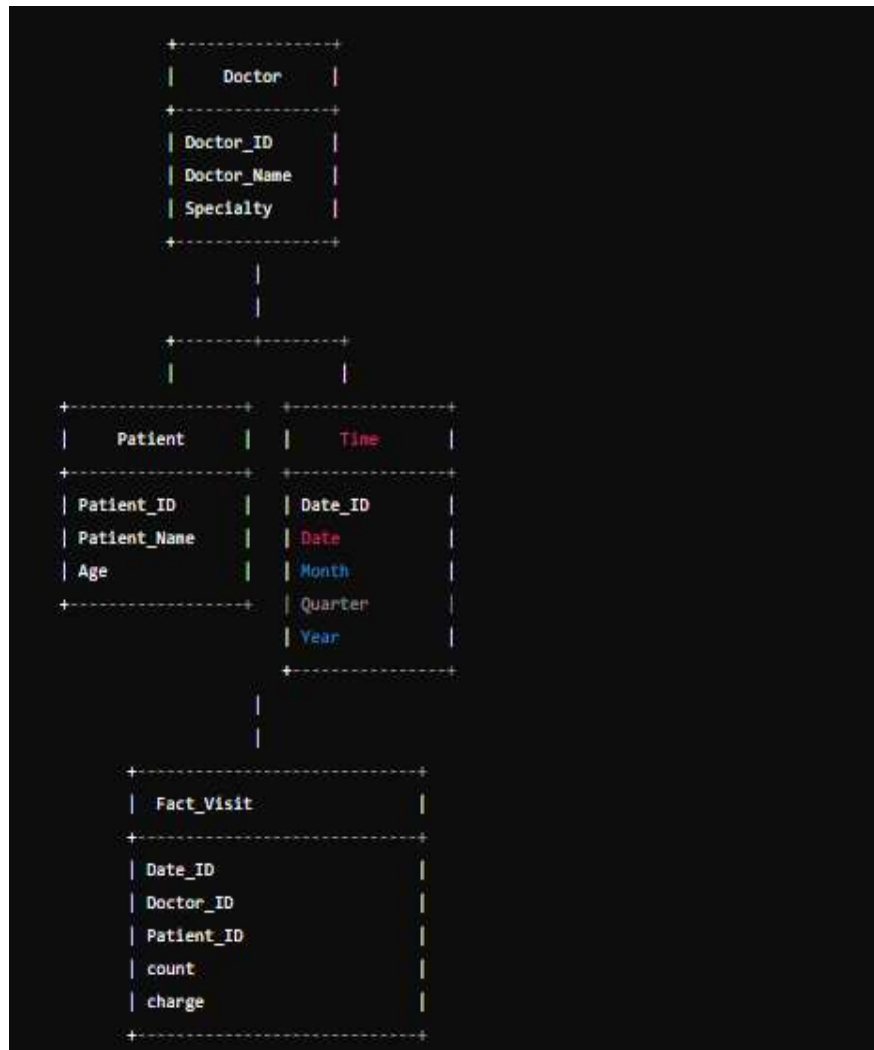 Doctor
Doctor_ID
Doctor_Name
Specialty
Patient
Patient_ID
Patient_Name
Age
Time
Date_ID
Date
Month
Quarter
Year
Fact_Visit
Date_ID
Doctor_ID
Patient_ID
count
charge